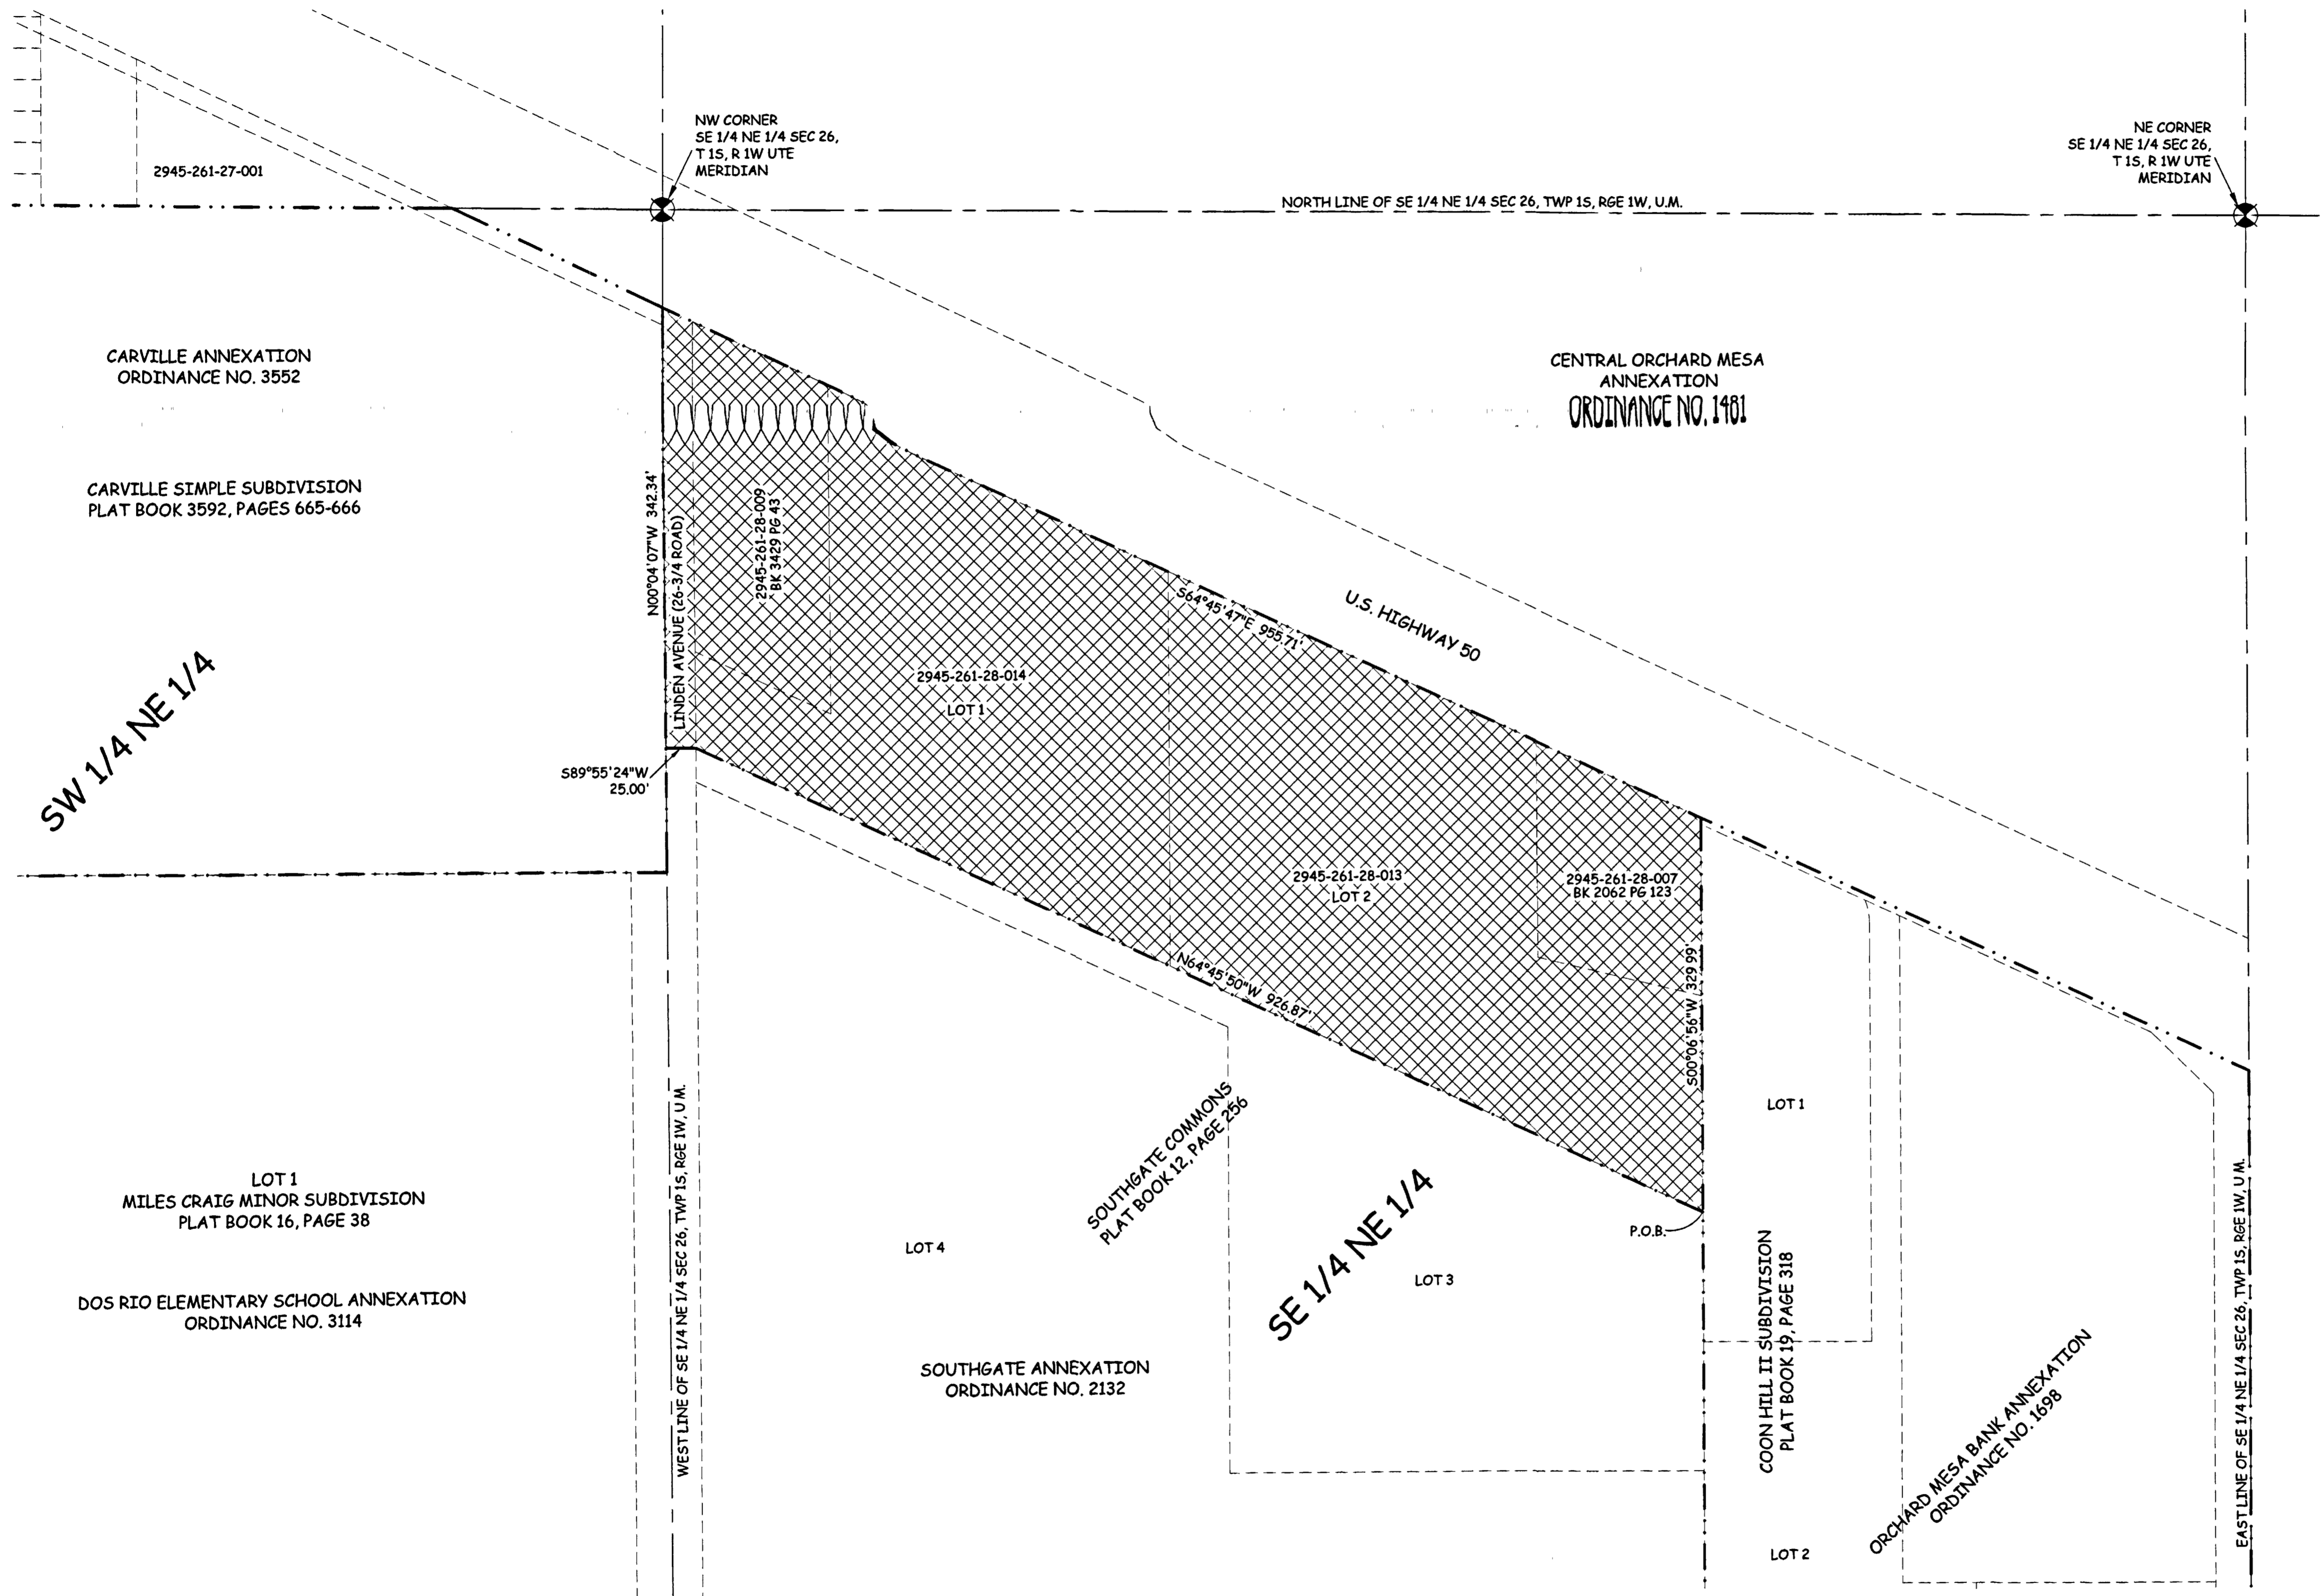 NW CORNER
SE 1/4 NE 1/4 SEC 26,
T 1S, R 1W UTE
MERIDIAN
NE CORNER
SE 1/4 NE 1/4 SEC 26,
T 1S, R 1W UTE
MERIDIAN
2945-261-27-001
NORTH LINE OF SE 1/4 NE 1/4 SEC 26, TWP 1S, RGE 1W, U.M.
CARVILLE ANNEXATION
ORDINANCE NO. 3552
CENTRAL ORCHARD MESA
ANNEXATION
ORDINANCE NO. 1481
CARVILLE SIMPLE SUBDIVISION
PLAT BOOK 3592, PAGES 665-666
N00°04'07"W 342.34'
LINDEN AVENUE (26-3/4 ROAD)
2945-261-28-009
BK 3429 PG 43
S64°45'47"E 955.71'
U.S. HIGHWAY 50
2945-261-28-014
LOT 1
SW 1/4 NE 1/4
S89°55'24"W
25.00'
2945-261-28-013
LOT 2
2945-261-28-007
BK 2062 PG 123
N64°45'50"W 926.87'
S00°06'56"W 329.99'
LOT 1
SOUTHGATE COMMONS
PLAT BOOK 12, PAGE 256
LOT 1
MILES CRAIG MINOR SUBDIVISION
PLAT BOOK 16, PAGE 38
WEST LINE OF SE 1/4 NE 1/4 SEC 26, TWP 1S, RGE 1W, U.M.
LOT 4
SE 1/4 NE 1/4
P.O.B.
LOT 3
COON HILL II SUBDIVISION
PLAT BOOK 19, PAGE 318
DOS RIO ELEMENTARY SCHOOL ANNEXATION
ORDINANCE NO. 3114
SOUTHGATE ANNEXATION
ORDINANCE NO. 2132
ORCHARD MESA BANK ANNEXATION
ORDINANCE NO. 1698
EAST LINE OF SE 1/4 NE 1/4 SEC 26, TWP 1S, RGE 1W, U.M.
LOT 2